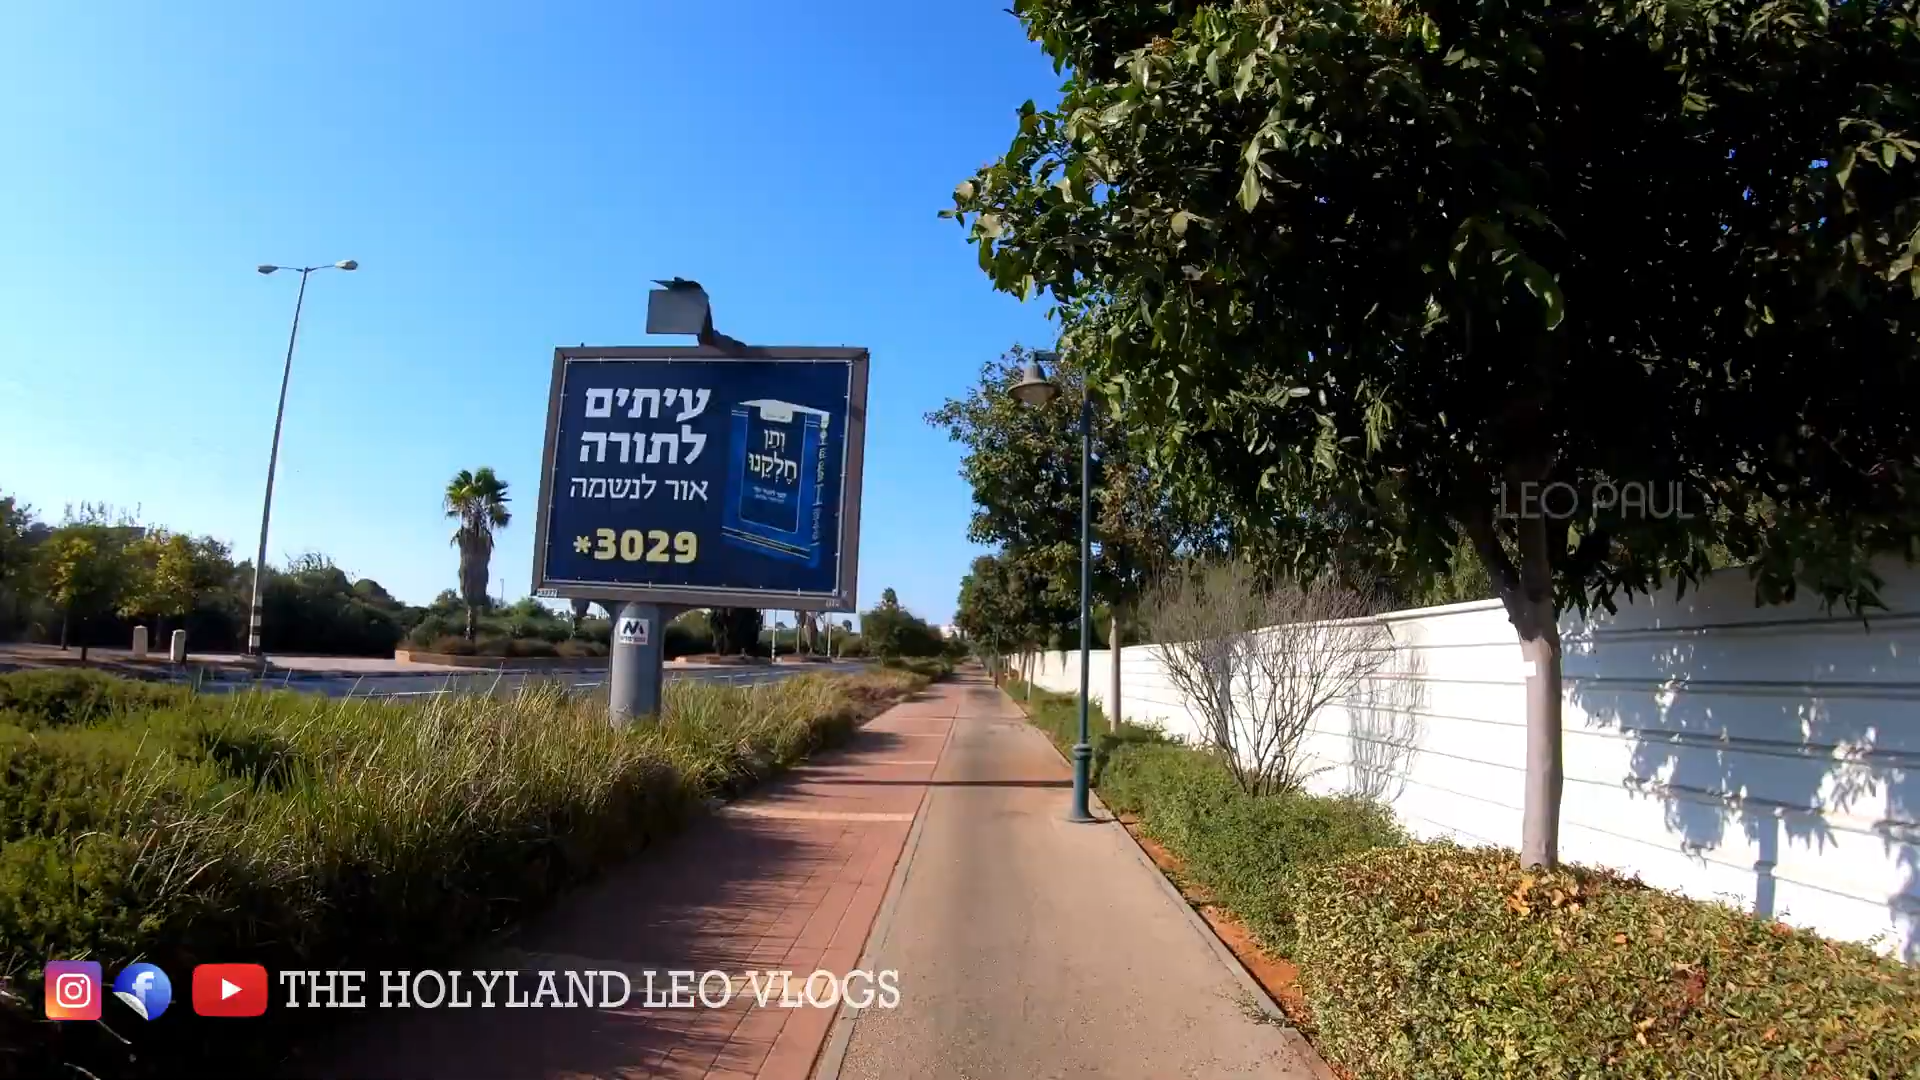 עיתים
לתורה
אור לנשמה
*3029
ותן
חלקנו
LEO PAUL
THE HOLYLAND LEO VLOGS